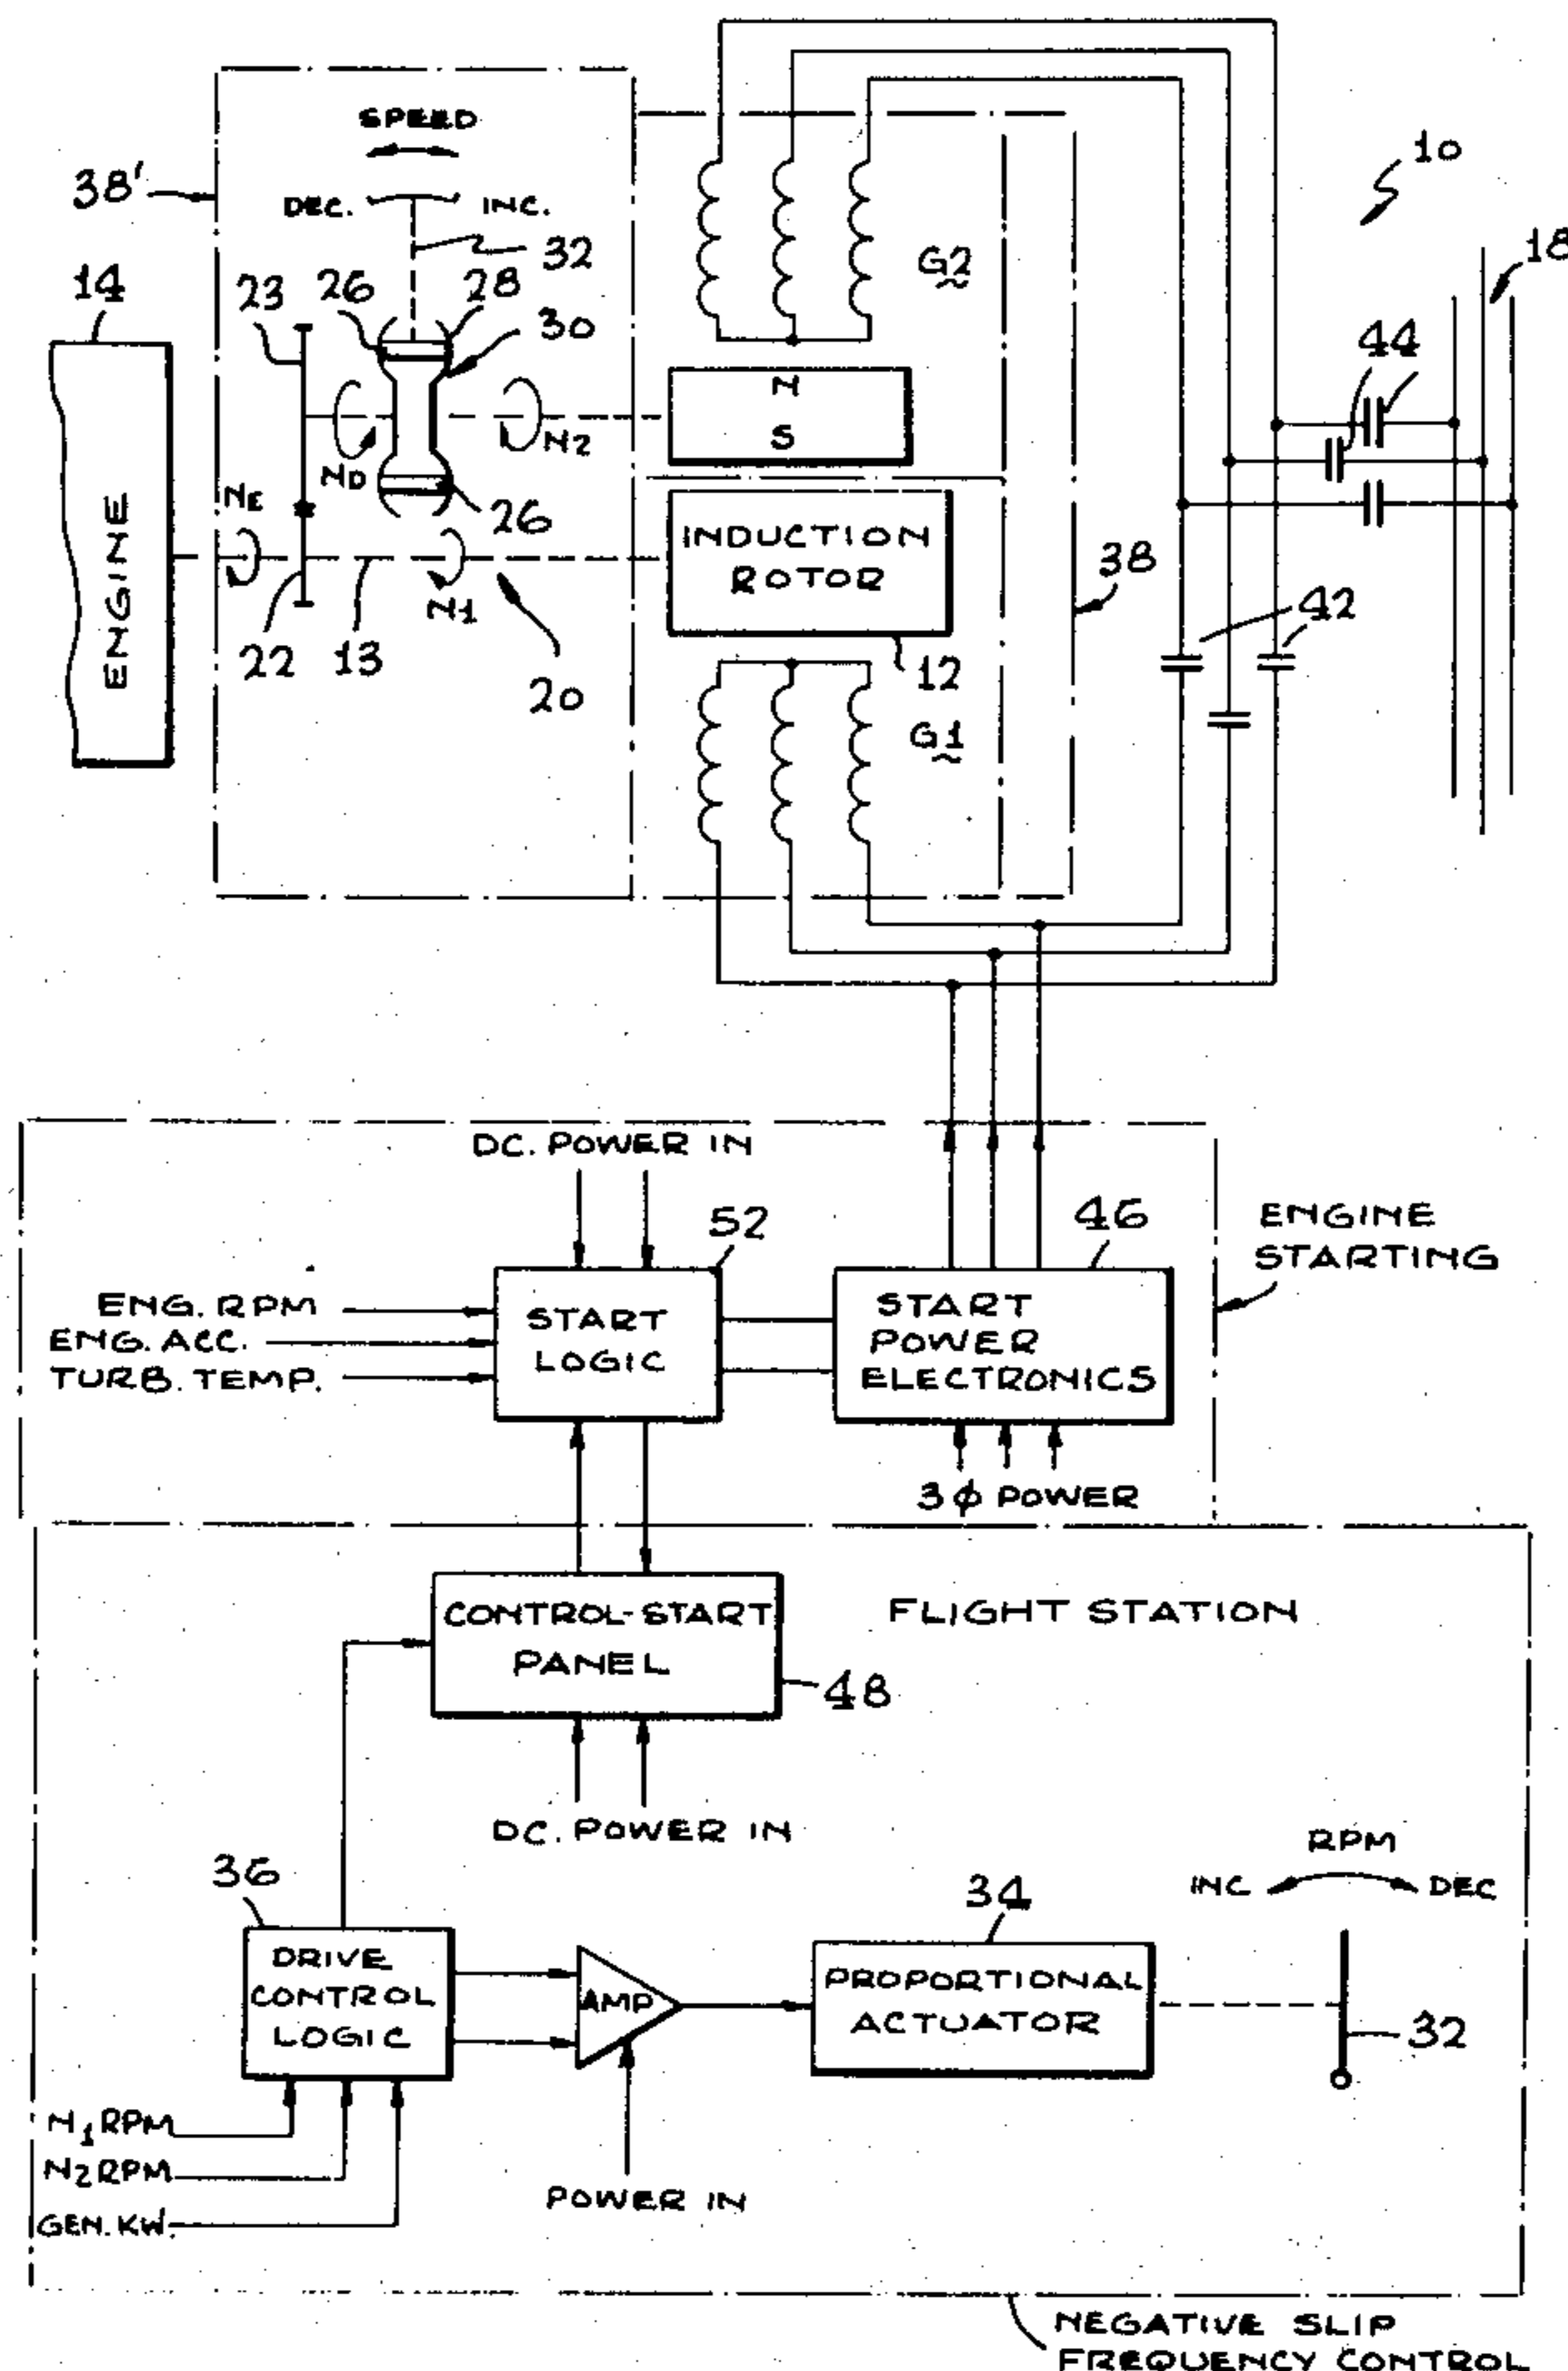 10
SPEED
38'
DEC.
INC.
32
G2
18
14
23
26
28
30
44
N
S
ND
N2
NE
26
ENGINE
INDUCTION
ROTOR
38
N1
42
22
13
20
12
G1
DC. POWER IN
52
46
ENGINE
STARTING
ENG. RPM
ENG. ACC.
TURB. TEMP.
START
LOGIC
START
POWER
ELECTRONICS
3ϕ POWER
CONTROL-START
PANEL
FLIGHT STATION
48
DC. POWER IN
RPM
INC
DEC
36
34
DRIVE
CONTROL
LOGIC
AMP
PROPORTIONAL
ACTUATOR
32
N1 RPM
N2 RPM
GEN. KW.
POWER IN
NEGATIVE SLIP
FREQUENCY CONTROL